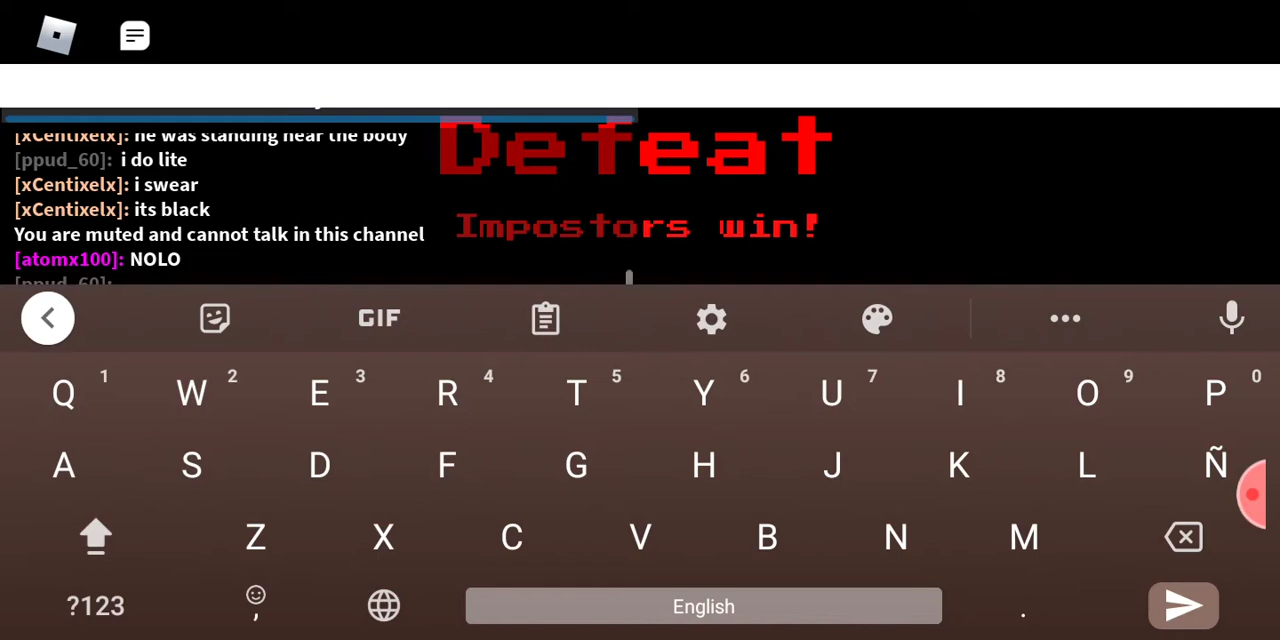 [xCentixelx]: he was standing near the body
[ppud_60]: i do lite
[xCentixelx]: i swear
[xCentixelx]: its black
You are muted and cannot talk in this channel
[atomx100]: NOLO
[ppud_60]:
Defeat
Impostors win!
GIF
Q 1 W 2 E 3 R 4 T 5 Y 6 U 7 I 8 O 9 P 0
A S D F G H J K L Ñ
Z X C V B N M
?123 , English .